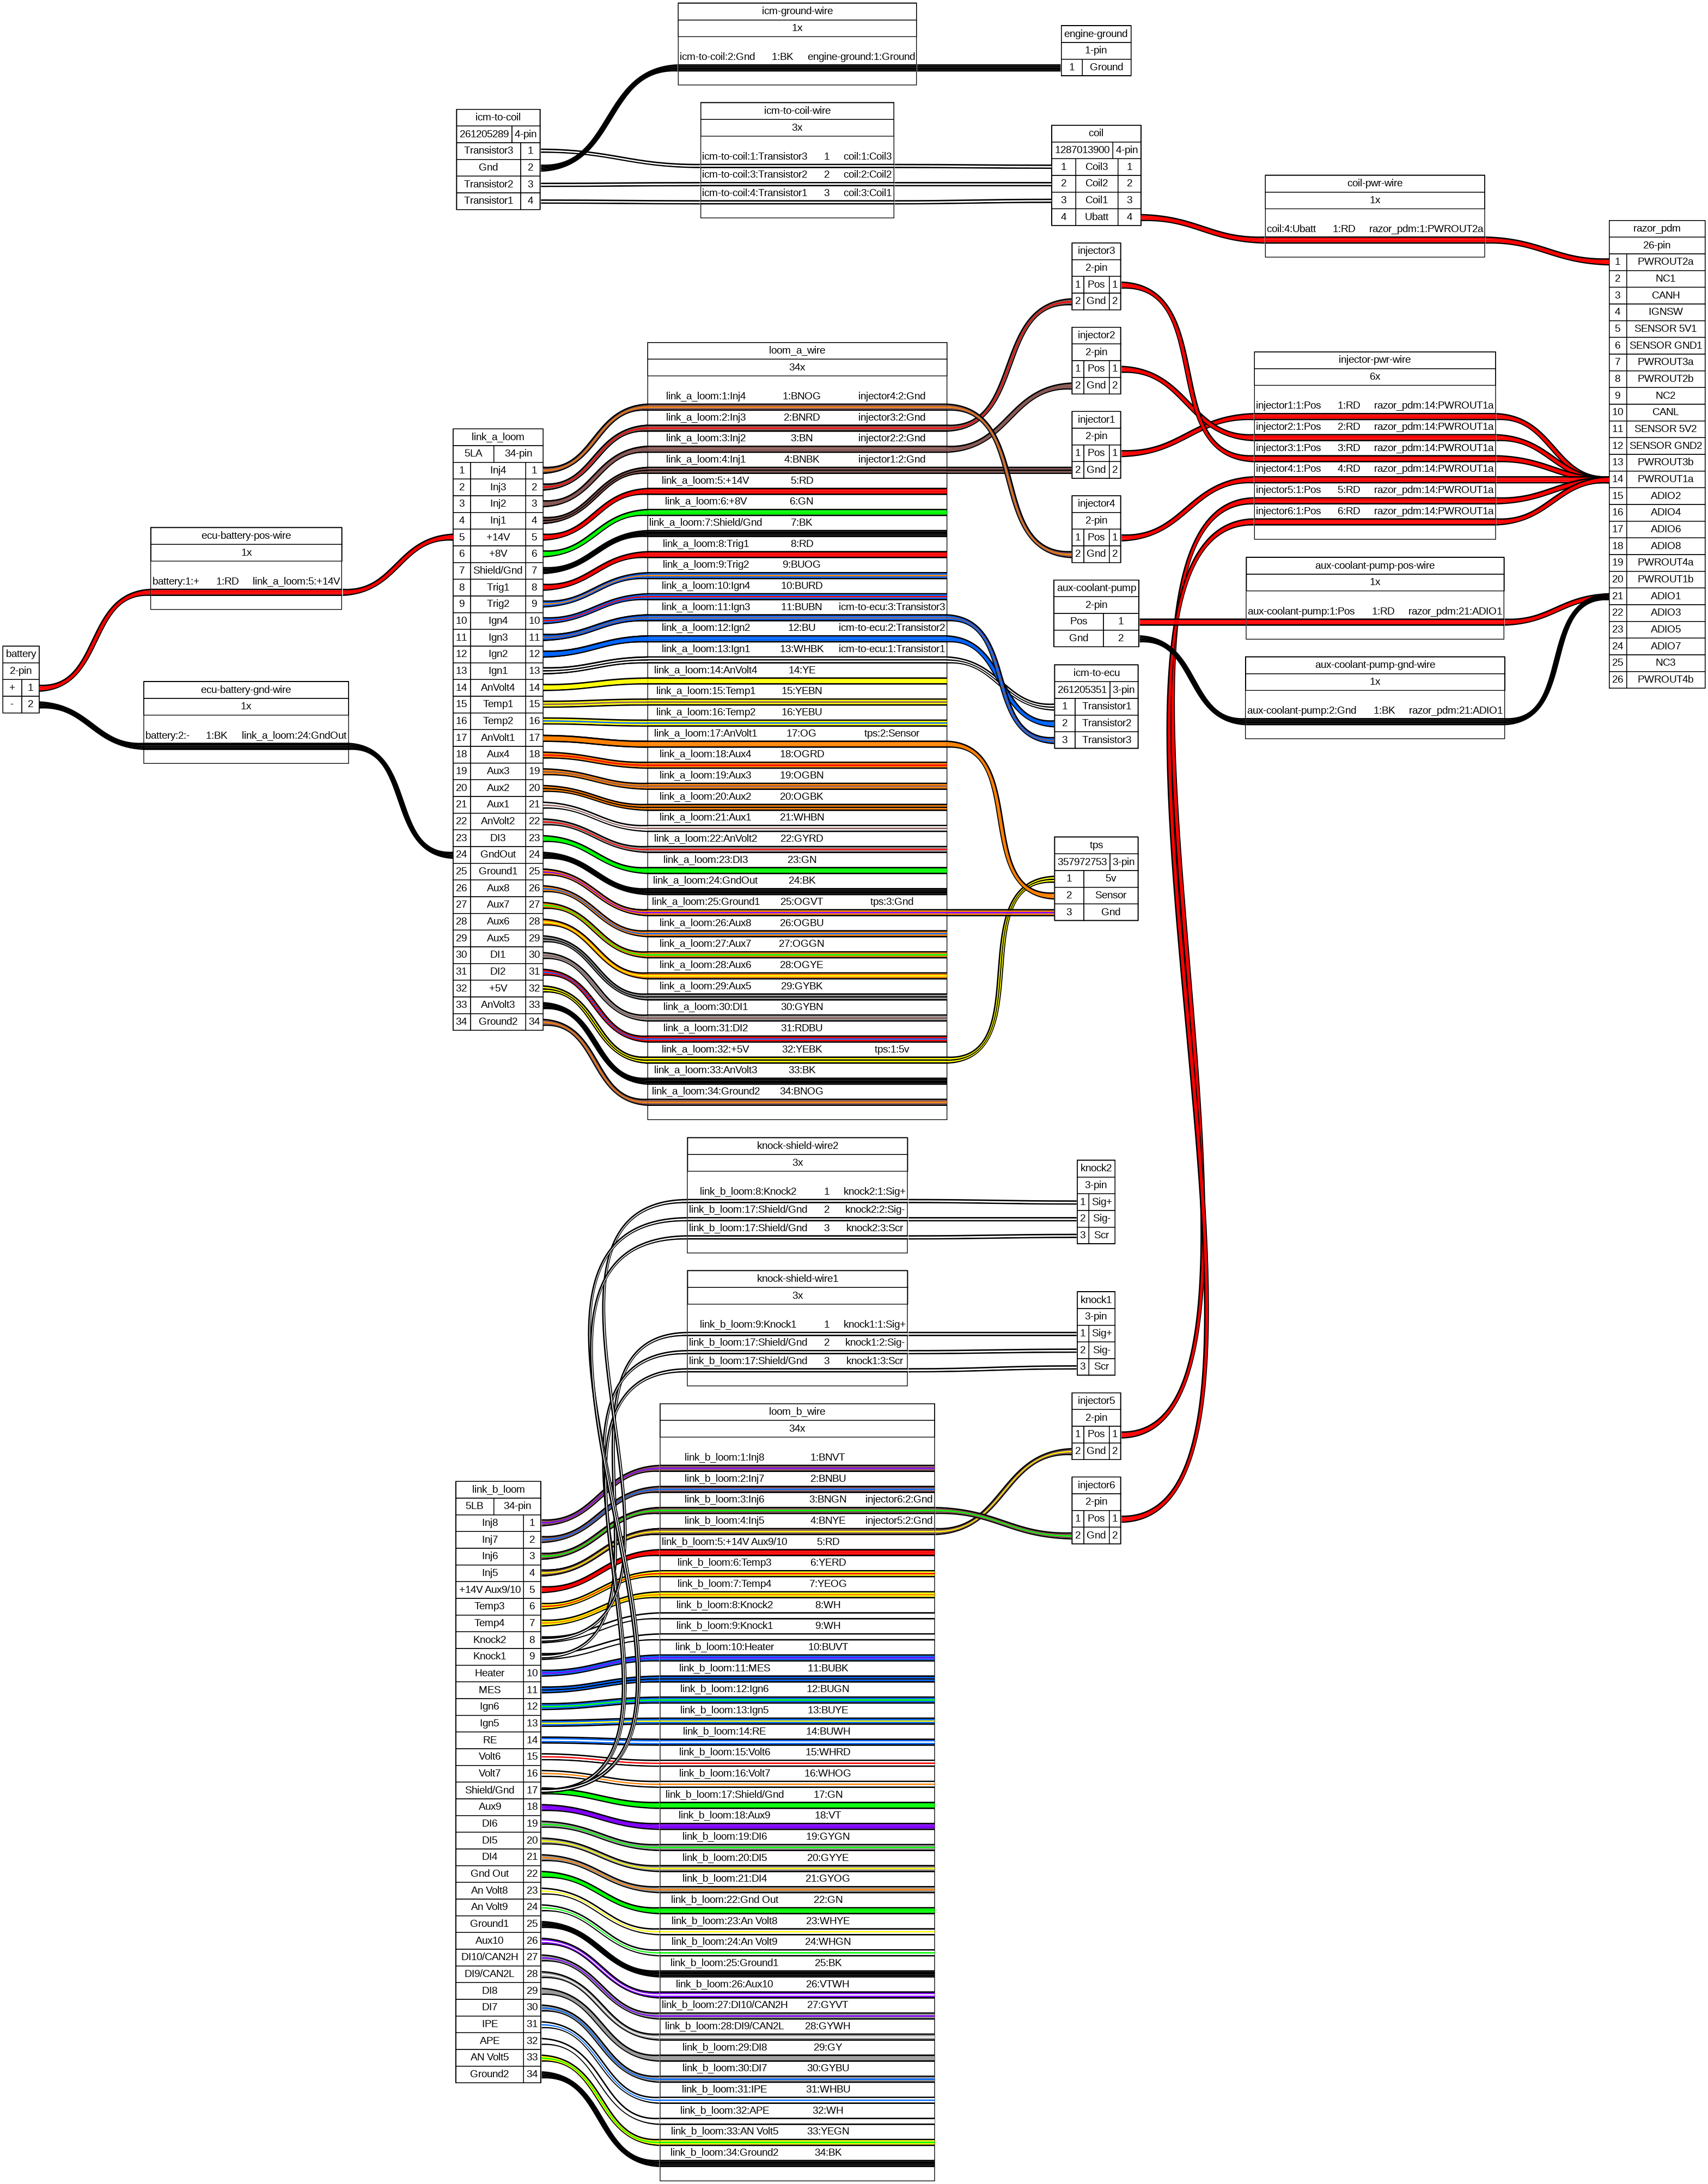 icm-ground-wire
1x
icm-to-coil:2:Gnd 1:BK engine-ground:1:Ground
engine-ground
1-pin
1 Ground
icm-to-coil
261205289 4-pin
Transistor3 1
Gnd 2
Transistor2 3
Transistor1 4
icm-to-coil-wire
3x
icm-to-coil:1:Transistor3 1 coil:1:Coil3
icm-to-coil:3:Transistor2 2 coil:2:Coil2
icm-to-coil:4:Transistor1 3 coil:3:Coil1
coil
1287013900 4-pin
1 Coil3 1
2 Coil2 2
3 Coil1 3
4 Ubatt 4
coil-pwr-wire
1x
coil:4:Ubatt 1:RD razor_pdm:1:PWROUT2a
razor_pdm
26-pin
1 PWROUT2a
2 NC1
3 CANH
4 IGNSW
5 SENSOR 5V1
6 SENSOR GND1
7 PWROUT3a
8 PWROUT2b
9 NC2
10 CANL
11 SENSOR 5V2
12 SENSOR GND2
13 PWROUT3b
14 PWROUT1a
15 ADIO2
16 ADIO4
17 ADIO6
18 ADIO8
19 PWROUT4a
20 PWROUT1b
21 ADIO1
22 ADIO3
23 ADIO5
24 ADIO7
25 NC3
26 PWROUT4b
injector3
2-pin
1 Pos 1
2 Gnd 2
injector2
2-pin
1 Pos 1
2 Gnd 2
injector1
2-pin
1 Pos 1
2 Gnd 2
injector4
2-pin
1 Pos 1
2 Gnd 2
injector-pwr-wire
6x
injector1:1:Pos 1:RD razor_pdm:14:PWROUT1a
injector2:1:Pos 2:RD razor_pdm:14:PWROUT1a
injector3:1:Pos 3:RD razor_pdm:14:PWROUT1a
injector4:1:Pos 4:RD razor_pdm:14:PWROUT1a
injector5:1:Pos 5:RD razor_pdm:14:PWROUT1a
injector6:1:Pos 6:RD razor_pdm:14:PWROUT1a
aux-coolant-pump
2-pin
Pos 1
Gnd 2
aux-coolant-pump-pos-wire
1x
aux-coolant-pump:1:Pos 1:RD razor_pdm:21:ADIO1
aux-coolant-pump-gnd-wire
1x
aux-coolant-pump:2:Gnd 1:BK razor_pdm:21:ADIO1
battery
2-pin
+ 1
- 2
ecu-battery-pos-wire
1x
battery:1:+ 1:RD link_a_loom:5:+14V
ecu-battery-gnd-wire
1x
battery:2:- 1:BK link_a_loom:24:GndOut
link_a_loom
5LA 34-pin
1 Inj4 1
2 Inj3 2
3 Inj2 3
4 Inj1 4
5 +14V 5
6 +8V 6
7 Shield/Gnd 7
8 Trig1 8
9 Trig2 9
10 Ign4 10
11 Ign3 11
12 Ign2 12
13 Ign1 13
14 AnVolt4 14
15 Temp1 15
16 Temp2 16
17 AnVolt1 17
18 Aux4 18
19 Aux3 19
20 Aux2 20
21 Aux1 21
22 AnVolt2 22
23 DI3 23
24 GndOut 24
25 Ground1 25
26 Aux8 26
27 Aux7 27
28 Aux6 28
29 Aux5 29
30 DI1 30
31 DI2 31
32 +5V 32
33 AnVolt3 33
34 Ground2 34
loom_a_wire
34x
link_a_loom:1:Inj4 1:BNOG injector4:2:Gnd
link_a_loom:2:Inj3 2:BNRD injector3:2:Gnd
link_a_loom:3:Inj2 3:BN injector2:2:Gnd
link_a_loom:4:Inj1 4:BNBK injector1:2:Gnd
link_a_loom:5:+14V 5:RD
link_a_loom:6:+8V 6:GN
link_a_loom:7:Shield/Gnd 7:BK
link_a_loom:8:Trig1 8:RD
link_a_loom:9:Trig2 9:BUOG
link_a_loom:10:Ign4 10:BURD
link_a_loom:11:Ign3 11:BUBN icm-to-ecu:3:Transistor3
link_a_loom:12:Ign2 12:BU icm-to-ecu:2:Transistor2
link_a_loom:13:Ign1 13:WHBK icm-to-ecu:1:Transistor1
link_a_loom:14:AnVolt4 14:YE
link_a_loom:15:Temp1 15:YEBN
link_a_loom:16:Temp2 16:YEBU
link_a_loom:17:AnVolt1 17:OG tps:2:Sensor
link_a_loom:18:Aux4 18:OGRD
link_a_loom:19:Aux3 19:OGBN
link_a_loom:20:Aux2 20:OGBK
link_a_loom:21:Aux1 21:WHBN
link_a_loom:22:AnVolt2 22:GYRD
link_a_loom:23:DI3 23:GN
link_a_loom:24:GndOut 24:BK
link_a_loom:25:Ground1 25:OGVT tps:3:Gnd
link_a_loom:26:Aux8 26:OGBU
link_a_loom:27:Aux7 27:OGGN
link_a_loom:28:Aux6 28:OGYE
link_a_loom:29:Aux5 29:GYBK
link_a_loom:30:DI1 30:GYBN
link_a_loom:31:DI2 31:RDBU
link_a_loom:32:+5V 32:YEBK tps:1:5v
link_a_loom:33:AnVolt3 33:BK
link_a_loom:34:Ground2 34:BNOG
icm-to-ecu
261205351 3-pin
1 Transistor1
2 Transistor2
3 Transistor3
tps
357972753 3-pin
1 5v
2 Sensor
3 Gnd
knock-shield-wire2
3x
link_b_loom:8:Knock2 1 knock2:1:Sig+
link_b_loom:17:Shield/Gnd 2 knock2:2:Sig-
link_b_loom:17:Shield/Gnd 3 knock2:3:Scr
knock2
3-pin
1 Sig+
2 Sig-
3 Scr
knock-shield-wire1
3x
link_b_loom:9:Knock1 1 knock1:1:Sig+
link_b_loom:17:Shield/Gnd 2 knock1:2:Sig-
link_b_loom:17:Shield/Gnd 3 knock1:3:Scr
knock1
3-pin
1 Sig+
2 Sig-
3 Scr
injector5
2-pin
1 Pos 1
2 Gnd 2
injector6
2-pin
1 Pos 1
2 Gnd 2
link_b_loom
5LB 34-pin
Inj8 1
Inj7 2
Inj6 3
Inj5 4
+14V Aux9/10 5
Temp3 6
Temp4 7
Knock2 8
Knock1 9
Heater 10
MES 11
Ign6 12
Ign5 13
RE 14
Volt6 15
Volt7 16
Shield/Gnd 17
Aux9 18
DI6 19
DI5 20
DI4 21
Gnd Out 22
An Volt8 23
An Volt9 24
Ground1 25
Aux10 26
DI10/CAN2H 27
DI9/CAN2L 28
DI8 29
DI7 30
IPE 31
APE 32
AN Volt5 33
Ground2 34
loom_b_wire
34x
link_b_loom:1:Inj8 1:BNVT
link_b_loom:2:Inj7 2:BNBU
link_b_loom:3:Inj6 3:BNGN injector6:2:Gnd
link_b_loom:4:Inj5 4:BNYE injector5:2:Gnd
link_b_loom:5:+14V Aux9/10 5:RD
link_b_loom:6:Temp3 6:YERD
link_b_loom:7:Temp4 7:YEOG
link_b_loom:8:Knock2 8:WH
link_b_loom:9:Knock1 9:WH
link_b_loom:10:Heater 10:BUVT
link_b_loom:11:MES 11:BUBK
link_b_loom:12:Ign6 12:BUGN
link_b_loom:13:Ign5 13:BUYE
link_b_loom:14:RE 14:BUWH
link_b_loom:15:Volt6 15:WHRD
link_b_loom:16:Volt7 16:WHOG
link_b_loom:17:Shield/Gnd 17:GN
link_b_loom:18:Aux9 18:VT
link_b_loom:19:DI6 19:GYGN
link_b_loom:20:DI5 20:GYYE
link_b_loom:21:DI4 21:GYOG
link_b_loom:22:Gnd Out 22:GN
link_b_loom:23:An Volt8 23:WHYE
link_b_loom:24:An Volt9 24:WHGN
link_b_loom:25:Ground1 25:BK
link_b_loom:26:Aux10 26:VTWH
link_b_loom:27:DI10/CAN2H 27:GYVT
link_b_loom:28:DI9/CAN2L 28:GYWH
link_b_loom:29:DI8 29:GY
link_b_loom:30:DI7 30:GYBU
link_b_loom:31:IPE 31:WHBU
link_b_loom:32:APE 32:WH
link_b_loom:33:AN Volt5 33:YEGN
link_b_loom:34:Ground2 34:BK